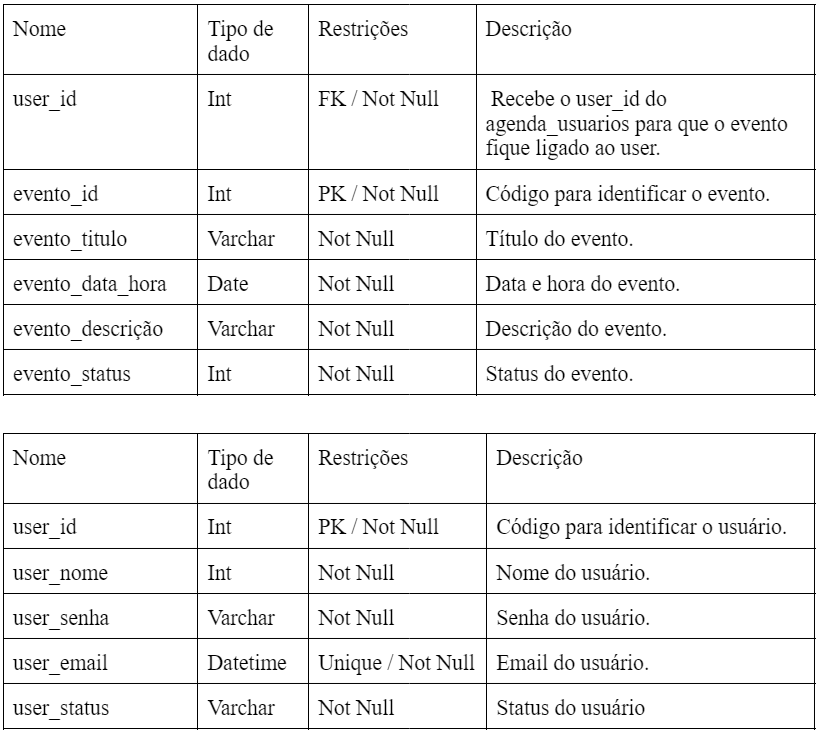 Nome Tipo de dado Restrições Descrição
user_id Int FK / Not Null Recebe o user_id do agenda_usuarios para que o evento fique ligado ao user.
evento_id Int PK / Not Null Código para identificar o evento.
evento_titulo Varchar Not Null Título do evento.
evento_data_hora Date Not Null Data e hora do evento.
evento_descrição Varchar Not Null Descrição do evento.
evento_status Int Not Null Status do evento.
Nome Tipo de dado Restrições Descrição
user_id Int PK / Not Null Código para identificar o usuário.
user_nome Int Not Null Nome do usuário.
user_senha Varchar Not Null Senha do usuário.
user_email Datetime Unique / Not Null Email do usuário.
user_status Varchar Not Null Status do usuário